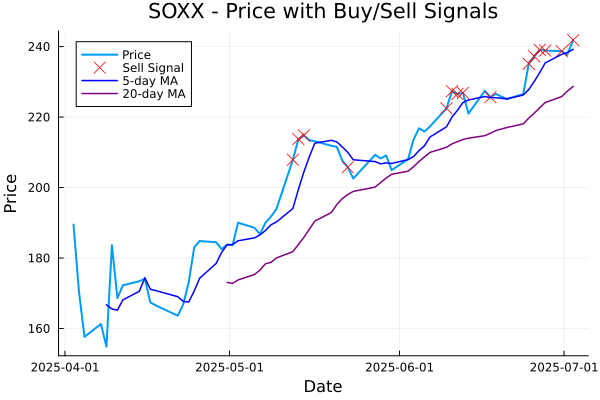 SOXX - Price with Buy/Sell Signals
Price
Sell Signal
5-day MA
20-day MA
240
220
200
180
160
Price
2025-04-01
2025-05-01
2025-06-01
2025-07-01
Date